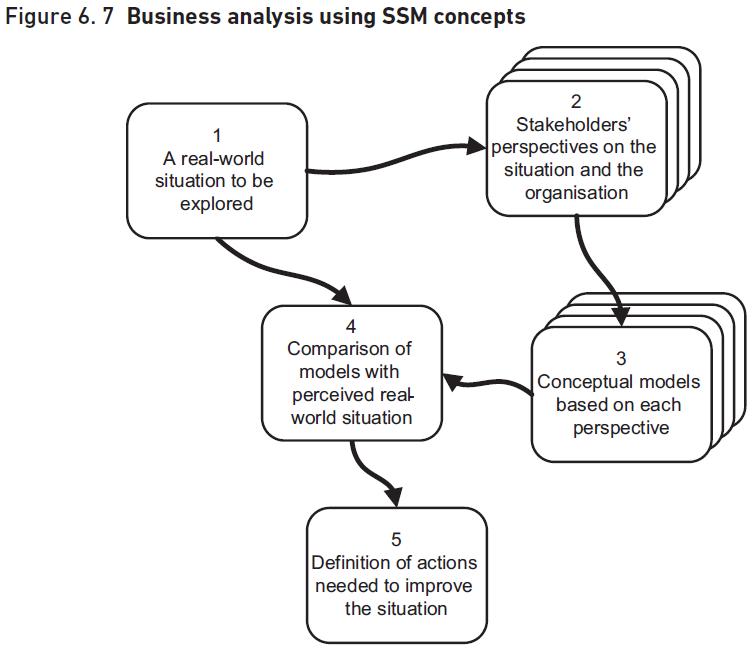 Figure 6. 7 Business analysis using SSM concepts
1
A real-world
situation to be
explored
2
Stakeholders'
perspectives on the
situation and the
organisation
3
Conceptual models
based on each
perspective
4
Comparison of
models with
perceived real-
world situation
5
Definition of actions
needed to improve
the situation